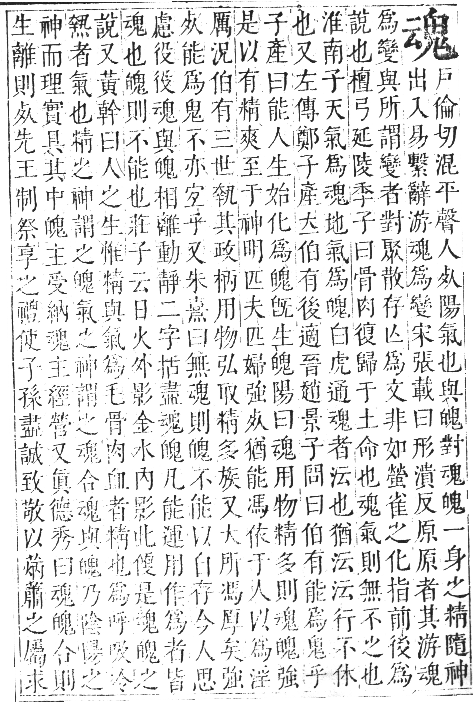 魂戸倫切混平聲人死陽氣也與魄對魂魄一身之精隨神
出入易繫辭游魂爲變宋張載曰形潰反原原者其游魂
爲變與所謂變者對聚散存亾爲文非如螢雀之化指前後爲
說也檀弓延陵季子曰骨肉復歸于土命也魂氣則無不之也
淮南子天氣爲魂地氣爲魄白虎通魂者沄也猶沄沄行不休
也又左傳鄭子產立伯有後適晉趙景子問曰伯有能爲鬼乎
子產曰能人生始化爲魄旣生魄陽曰魂用物精多則魂魄強
是以有精爽至于神明匹夫匹婦強死猶能馮依于人以爲淫
厲況伯有三世執其政柄用物弘取精多族又大所馮厚矣強
死能爲鬼不亦宐乎又朱熹曰無魂則魄不能以自存今人思
慮役役魂與魄相離動靜二字括盡魂魄凡能運用作爲者皆
魂也魄則不能也莊子云日火外影金水內影此便是魂魄之
說又黃幹曰人之生惟精與氣爲毛骨肉血者精也爲呼吸冷
熱者氣也精之神謂之魄氣之神謂之魂合魂與魄乃陰陽之
神而理實具其中魄主受納魂主經營又眞德秀曰魂魄合則
生離則死先王制祭享之禮使子孫盡誠致敬以焫蕭之屬求